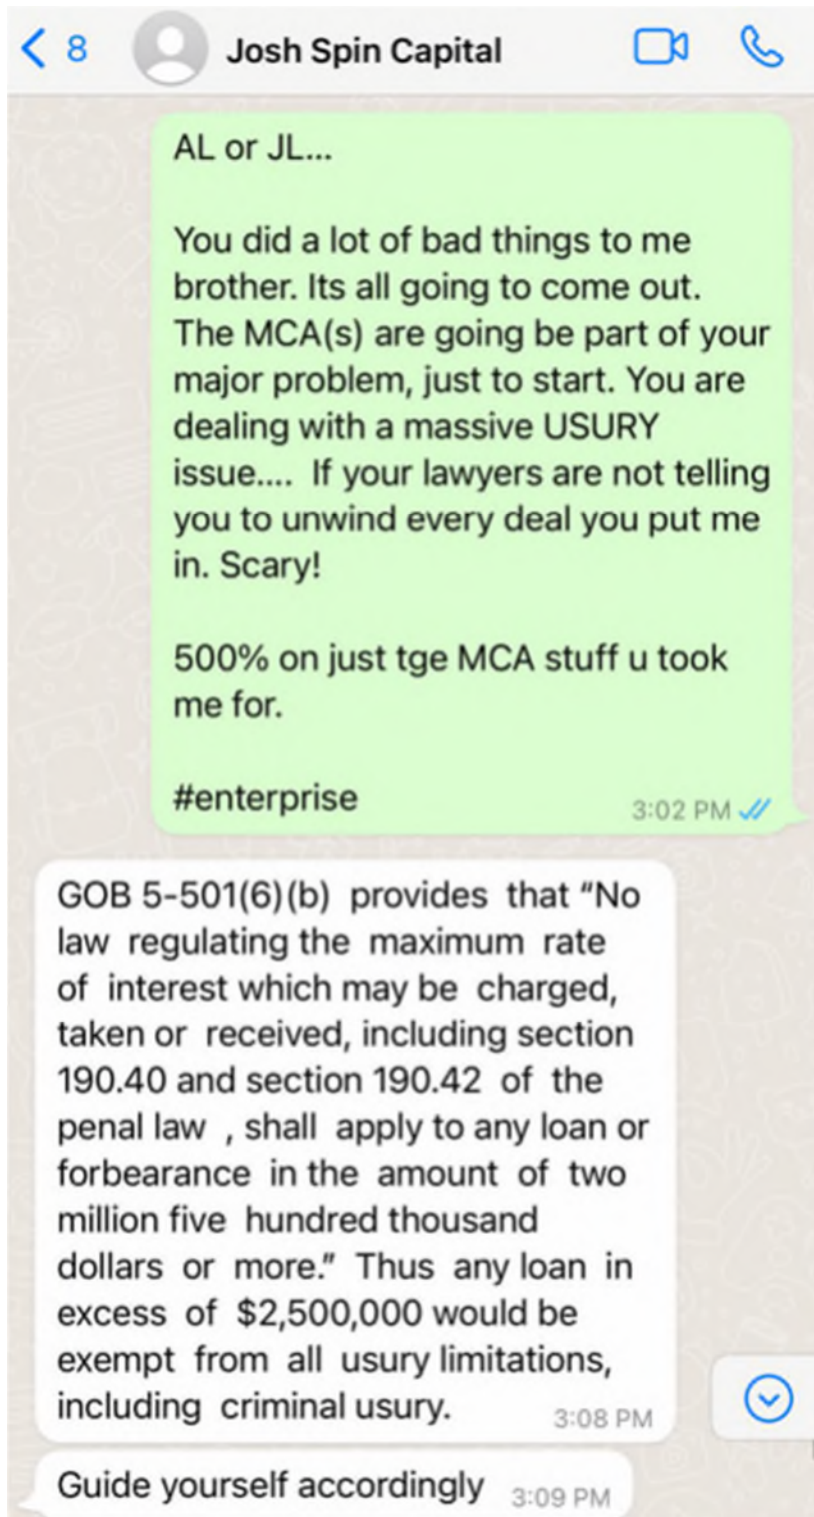 8 Josh Spin Capital
AL or JL...
You did a lot of bad things to me
brother. Its all going to come out.
The MCA(s) are going be part of your
major problem, just to start. You are
dealing with a massive USURY
issue.... If your lawyers are not telling
you to unwind every deal you put me
in. Scary!
500% on just tge MCA stuff u took
me for.
#enterprise
3:02 PM
GOB 5-501(6)(b) provides that “No
law regulating the maximum rate
of interest which may be charged,
taken or received, including section
190.40 and section 190.42 of the
penal law , shall apply to any loan or
forbearance in the amount of two
million five hundred thousand
dollars or more.” Thus any loan in
excess of $2,500,000 would be
exempt from all usury limitations,
including criminal usury.
3:08 PM
Guide yourself accordingly 3:09 PM